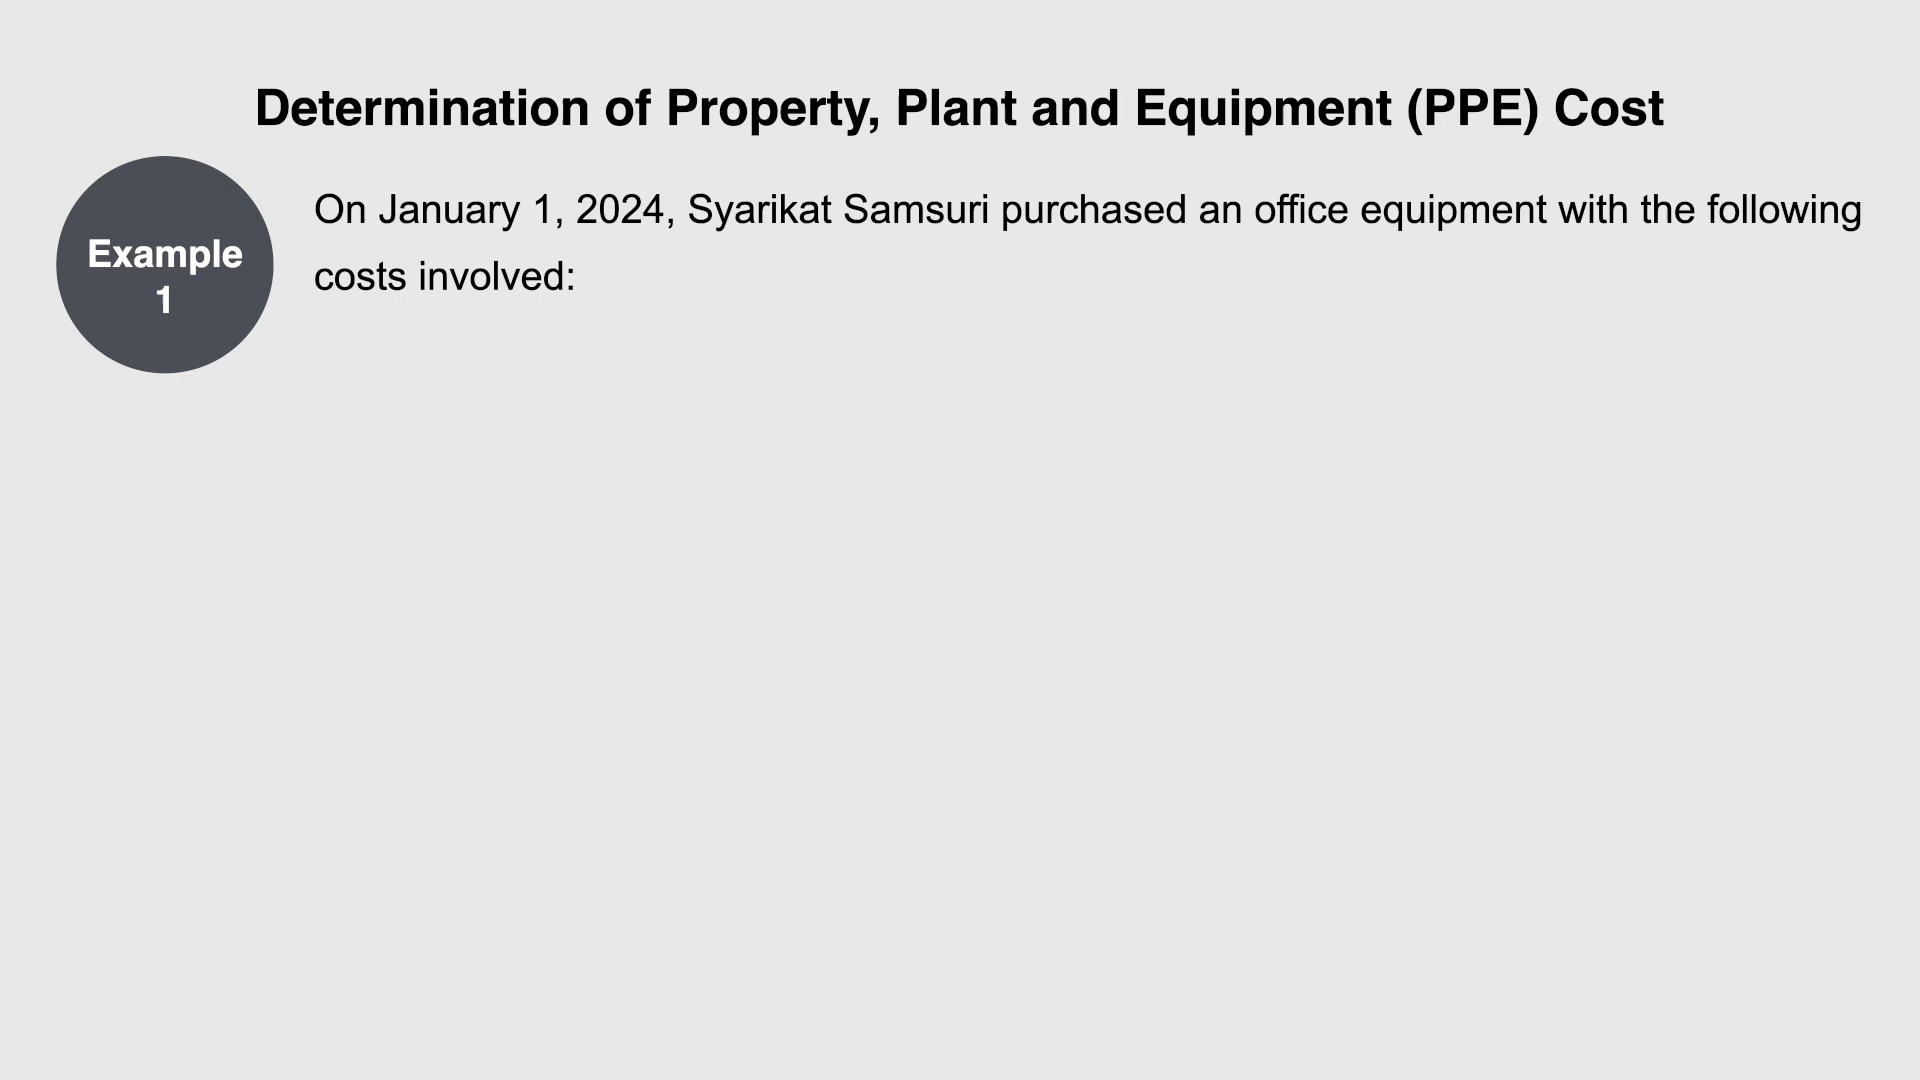 Determination of Property, Plant and Equipment (PPE) Cost
Example
1
On January 1, 2024, Syarikat Samsuri purchased an office equipment with the following
costs involved: